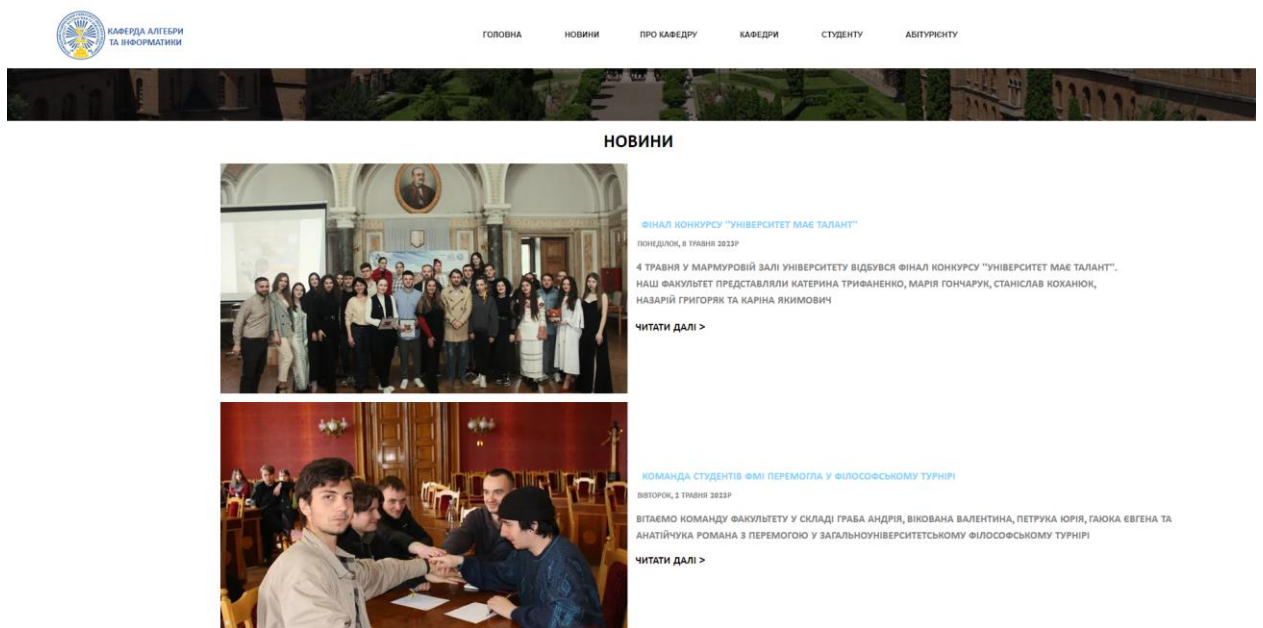 КАФЕРДА АЛГЕБРИ
ТА ІНФОРМАТИКИ
ГОЛОВНА НОВИНИ ПРО КАФЕДРУ КАФЕДРИ СТУДЕНТУ АБІТУРІЄНТУ
НОВИНИ
ФІНАЛ КОНКУРСУ "УНІВЕРСИТЕТ МАЄ ТАЛАНТ"
ПОНЕДІЛОК, 8 ТРАВНЯ 2023Р
4 ТРАВНЯ У МАРМУРОВІЙ ЗАЛІ УНІВЕРСИТЕТУ ВІДБУВСЯ ФІНАЛ КОНКУРСУ "УНІВЕРСИТЕТ МАЄ ТАЛАНТ".
НАШ ФАКУЛЬТЕТ ПРЕДСТАВЛЯЛИ КАТЕРИНА ТРИФАНЕНКО, МАРІЯ ГОНЧАРУК, СТАНІСЛАВ КОХАНЮК,
НАЗАРІЙ ГРИГОРЯК ТА КАРІНА ЯКИМОВИЧ
ЧИТАТИ ДАЛІ >
КОМАНДА СТУДЕНТІВ ФМІ ПЕРЕМОГЛА У ФІЛОСОФСЬКОМУ ТУРНІРІ
ВІВТОРОК, 2 ТРАВНЯ 2023Р
ВІТАЄМО КОМАНДУ ФАКУЛЬТЕТУ У СКЛАДІ ГРАБА АНДРІЯ, ВІКОВАНА ВАЛЕНТИНА, ПЕТРУКА ЮРІЯ, ГАЮКА ЄВГЕНА ТА
АНАТІЙЧУКА РОМАНА З ПЕРЕМОГОЮ У ЗАГАЛЬНОУНІВЕРСИТЕТСЬКОМУ ФІЛОСОФСЬКОМУ ТУРНІРІ
ЧИТАТИ ДАЛІ >